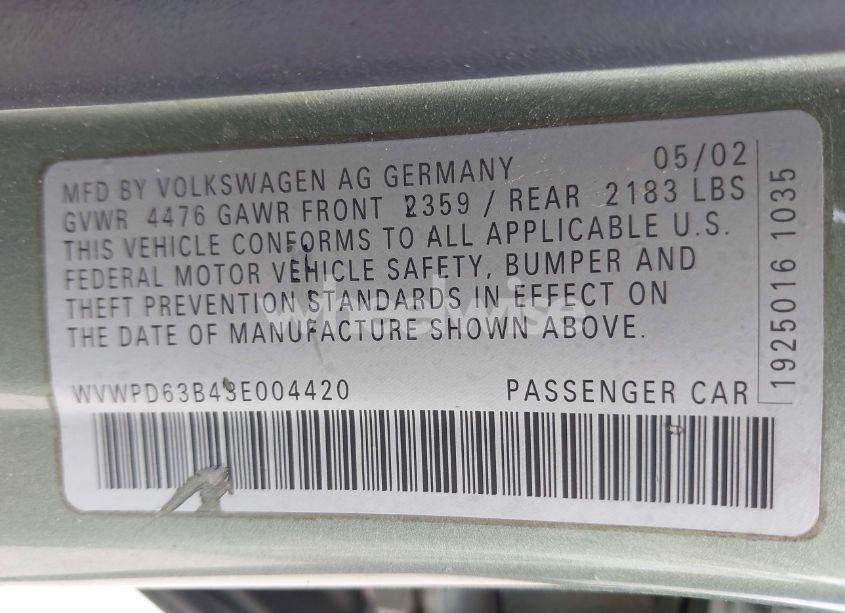 MFD BY VOLKSWAGEN AG GERMANY 05/02
GVWR 4476 GAWR FRONT 2359 / REAR 2183 LBS
THIS VEHICLE CONFORMS TO ALL APPLICABLE U.S.
FEDERAL MOTOR VEHICLE SAFETY, BUMPER AND
THEFT PREVENTION STANDARDS IN EFFECT ON
THE DATE OF MANUFACTURE SHOWN ABOVE.
WVWPD63B43E004420 PASSENGER CAR
1925016 1035
wheelwise